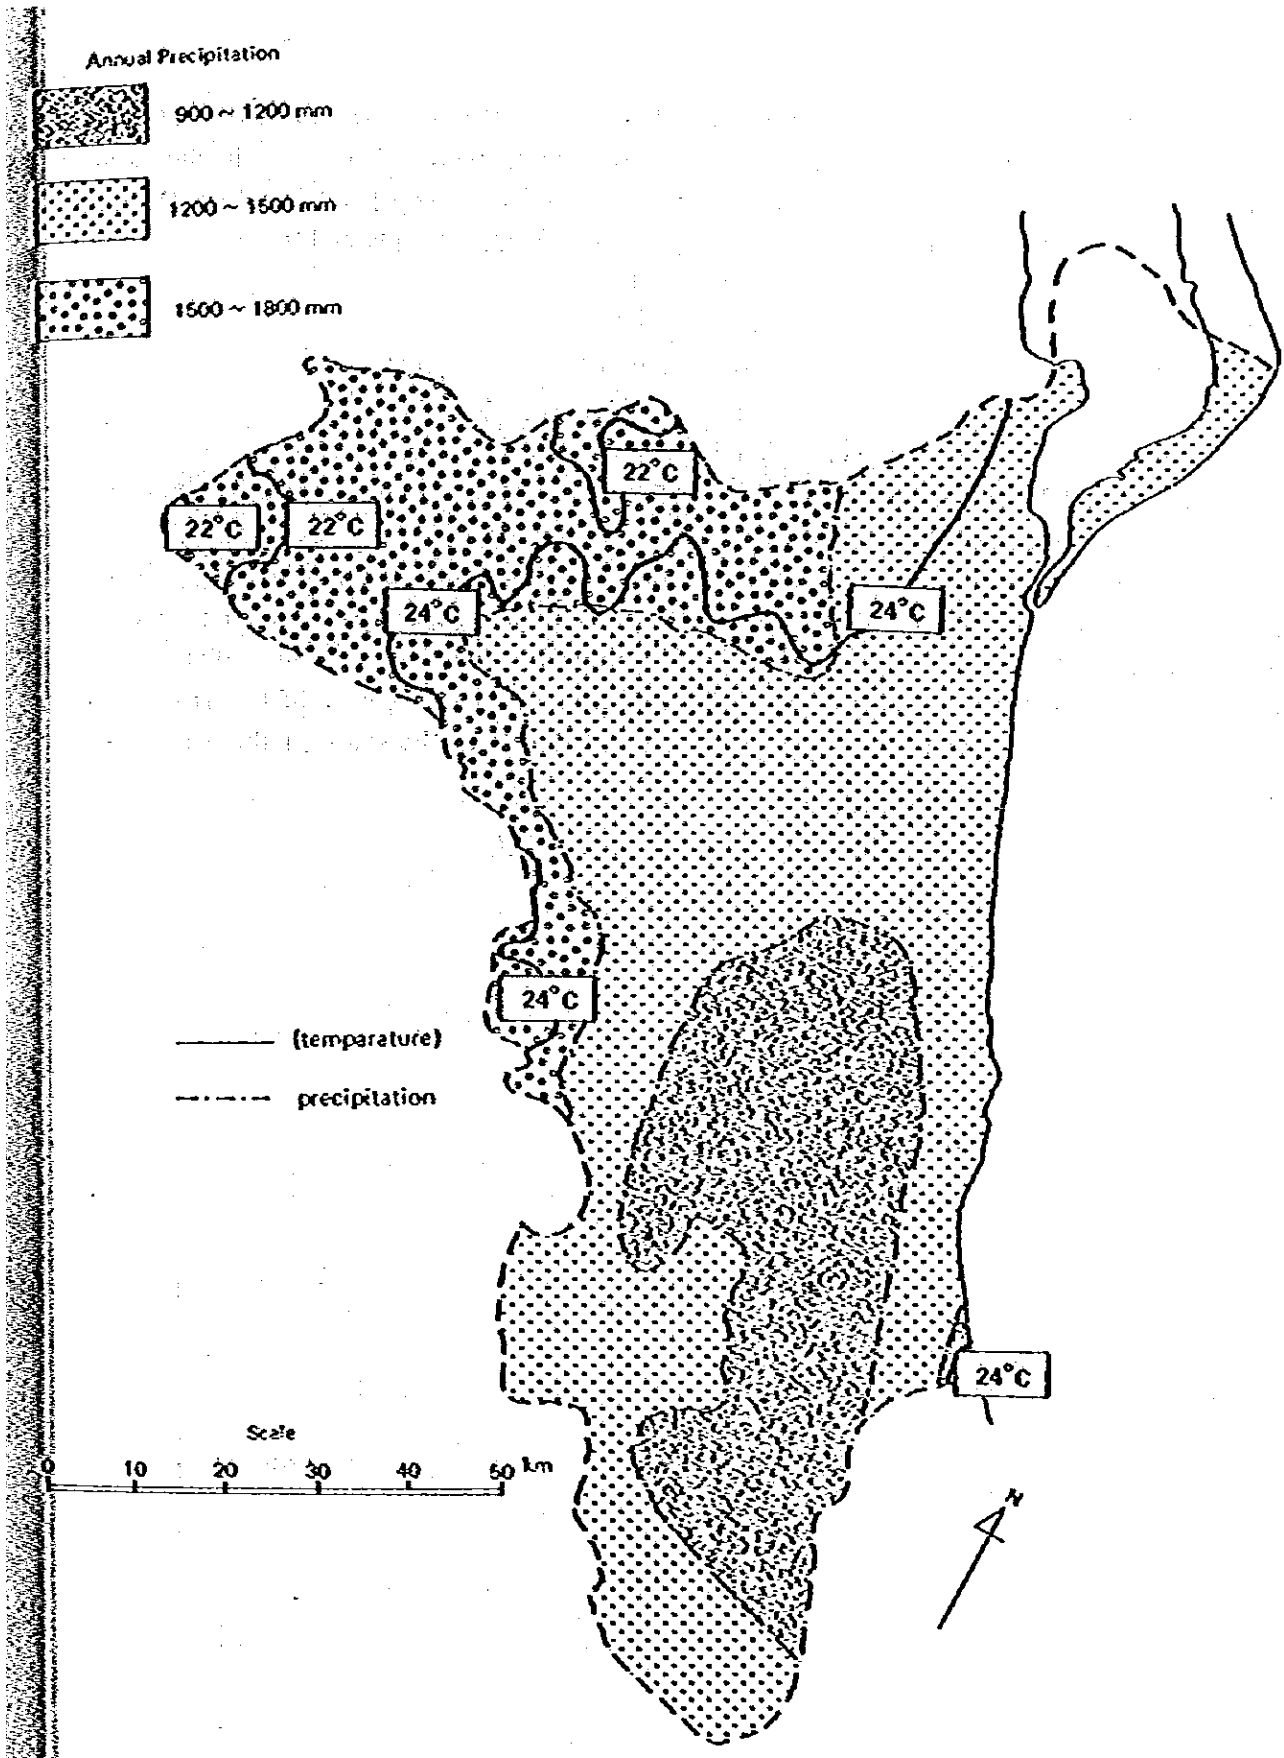 Annual Precipitation
900 ~ 1200 mm
1200 ~ 1500 mm
1500 ~ 1800 mm
22°C
22°C
22°C
24°C
24°C
24°C
(temparature)
precipitation
24°C
Scale
0 10 20 30 40 50 km
N